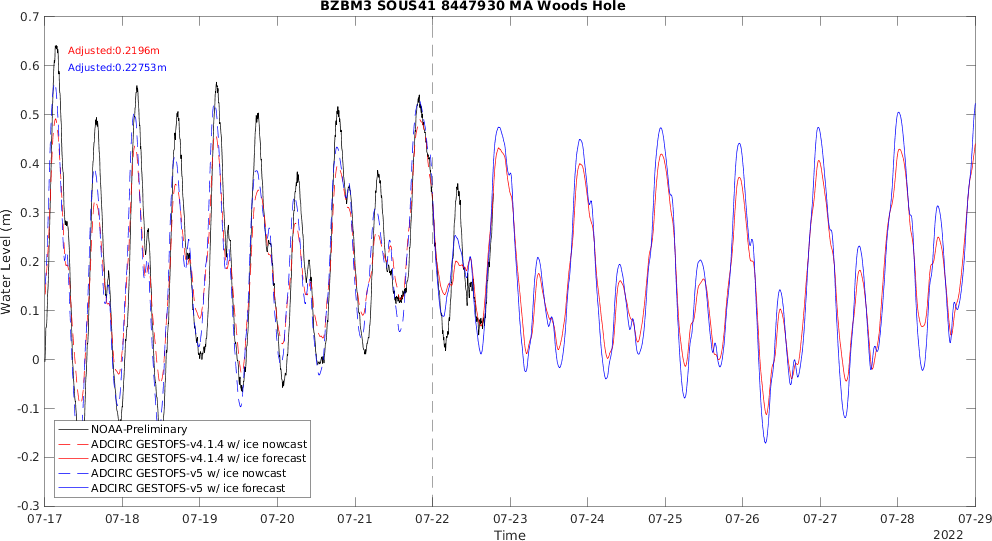 BZBM3 SOUS41 8447930 MA Woods Hole
Adjusted:0.2196m
Adjusted:0.22753m
Water Level (m)
0.7
0.6
0.5
0.4
0.3
0.2
0.1
0
-0.1
-0.2
-0.3
NOAA-Preliminary
ADCIRC GESTOFS-v4.1.4 w/ ice nowcast
ADCIRC GESTOFS-v4.1.4 w/ ice forecast
ADCIRC GESTOFS-v5 w/ ice nowcast
ADCIRC GESTOFS-v5 w/ ice forecast
07-17 07-18 07-19 07-20 07-21 07-22 07-23 07-24 07-25 07-26 07-27 07-28 07-29
Time
2022